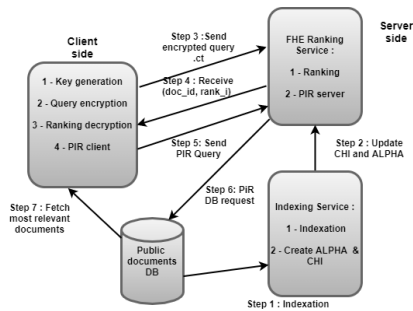 Client
side
Server
side
Step 3 :Send
encrypted query
.ct
1 - Key generation
2 - Query encryption
3 - Ranking decryption
4 - PIR client
FHE Ranking
Service :
1 - Ranking
2 - PIR server
Step 4 : Receive
(doc_id, rank_i)
Step 5: Send
PIR Query
Step 2 : Update
CHI and ALPHA
Step 6: PiR
DB request
Step 7 : Fetch
most relevant
documents
Indexing Service :
1 - Indexation
2 - Create ALPHA &
CHI
Public
documents
DB
Step 1 : Indexation